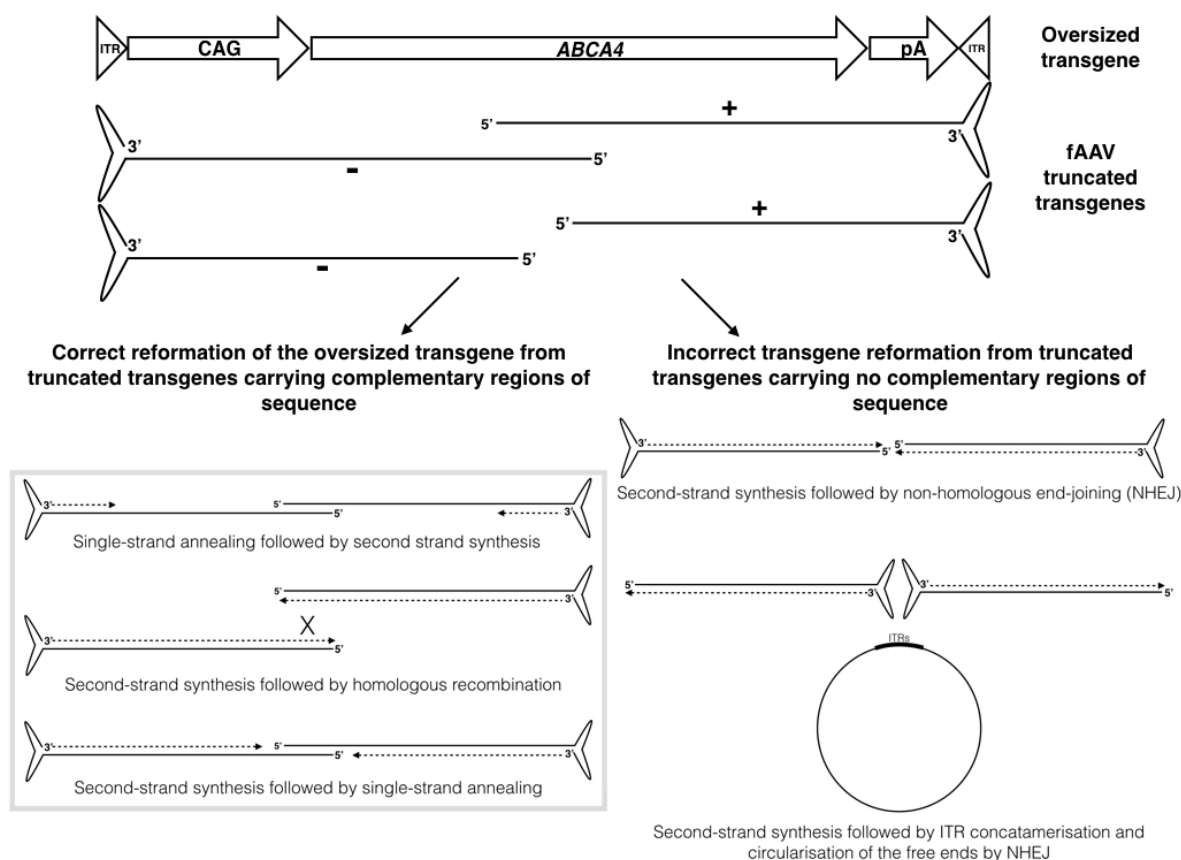 ITR
CAG
ABCA4
pA
ITR
Oversized
transgene
+
5'
3'
3'
5'
-
fAAV
truncated
transgenes
+
5'
3'
3'
5'
-
Correct reformation of the oversized transgene from
truncated transgenes carrying complementary regions of
sequence
3'
5'
5'
3'
Single-strand annealing followed by second strand synthesis
5'
3'
X
3'
5'
Second-strand synthesis followed by homologous recombination
3'
5'
5'
3'
Second-strand synthesis followed by single-strand annealing
Incorrect transgene reformation from truncated
transgenes carrying no complementary regions of
sequence
3'
5'
5'
3'
Second-strand synthesis followed by non-homologous end-joining (NHEJ)
5'
3'
3'
5'
ITRs
Second-strand synthesis followed by ITR concatamerisation and
circularisation of the free ends by NHEJ